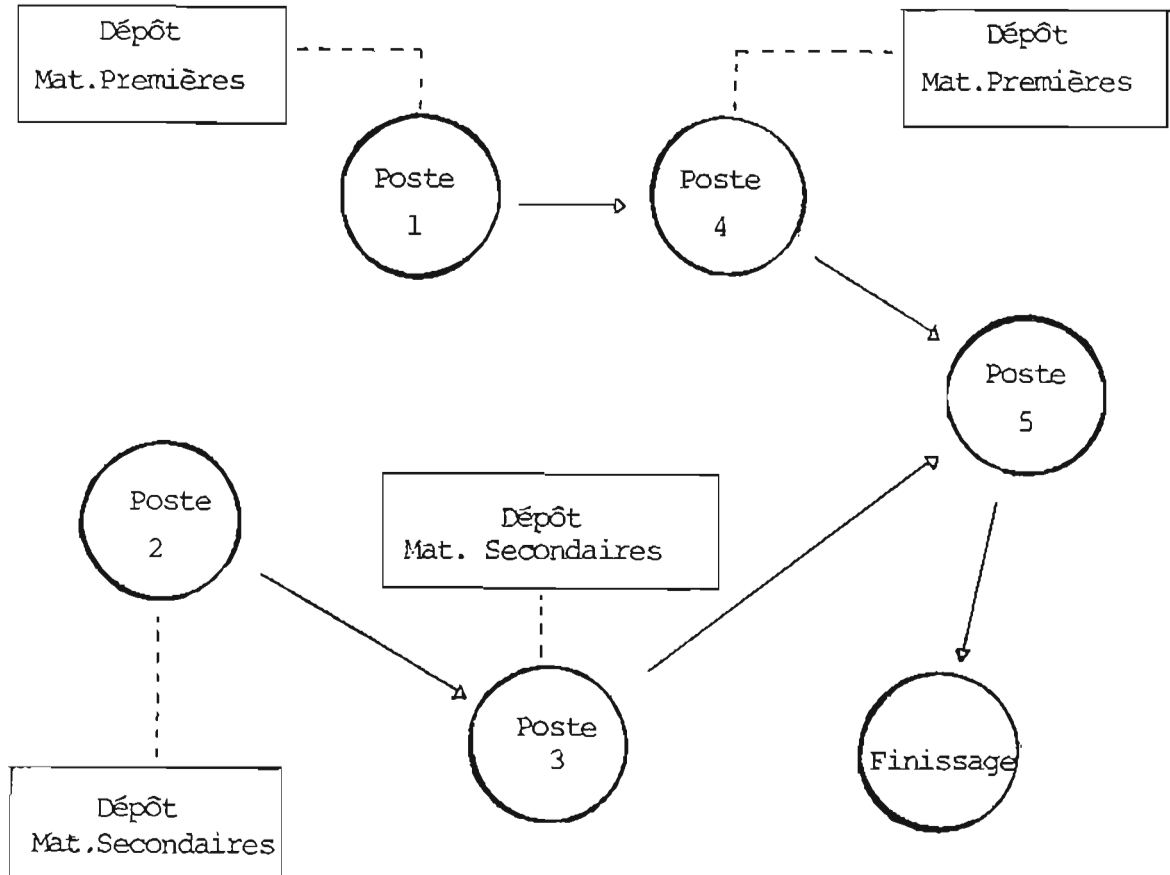 Dépôt
Mat.Premières
Dépôt
Mat.Premières
Poste
1
Poste
4
Poste
5
Poste
2
Dépôt
Mat. Secondaires
Poste
3
Finissage
Dépôt
Mat.Secondaires